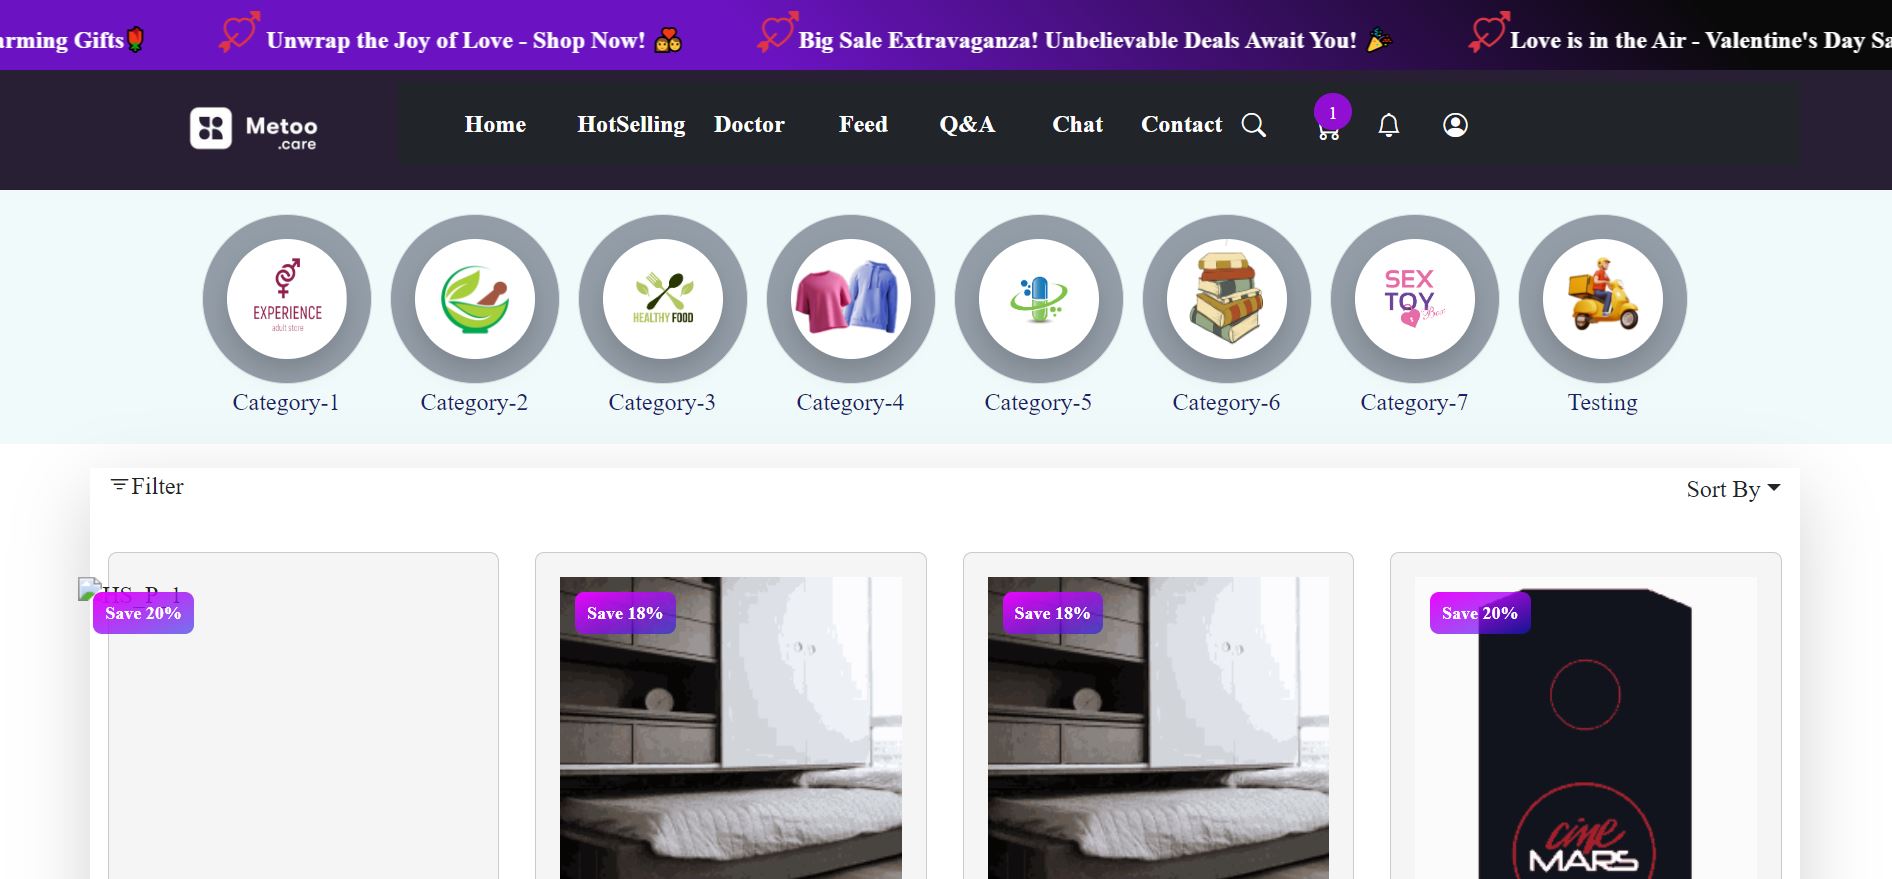 arming Gifts🌹 Unwrap the Joy of Love - Shop Now! 💑 Big Sale Extravaganza! Unbelievable Deals Await You! 🎉 Love is in the Air - Valentine's Day Sa
Metoo
.care
Home HotSelling Doctor Feed Q&A Chat Contact 1
EXPERIENCE
adult store
HEALTHY FOOD
SEX
TOY
Box
Category-1 Category-2 Category-3 Category-4 Category-5 Category-6 Category-7 Testing
Filter Sort By
HS_P_1
Save 20% Save 18% Save 18% Save 20%
cine
MARS